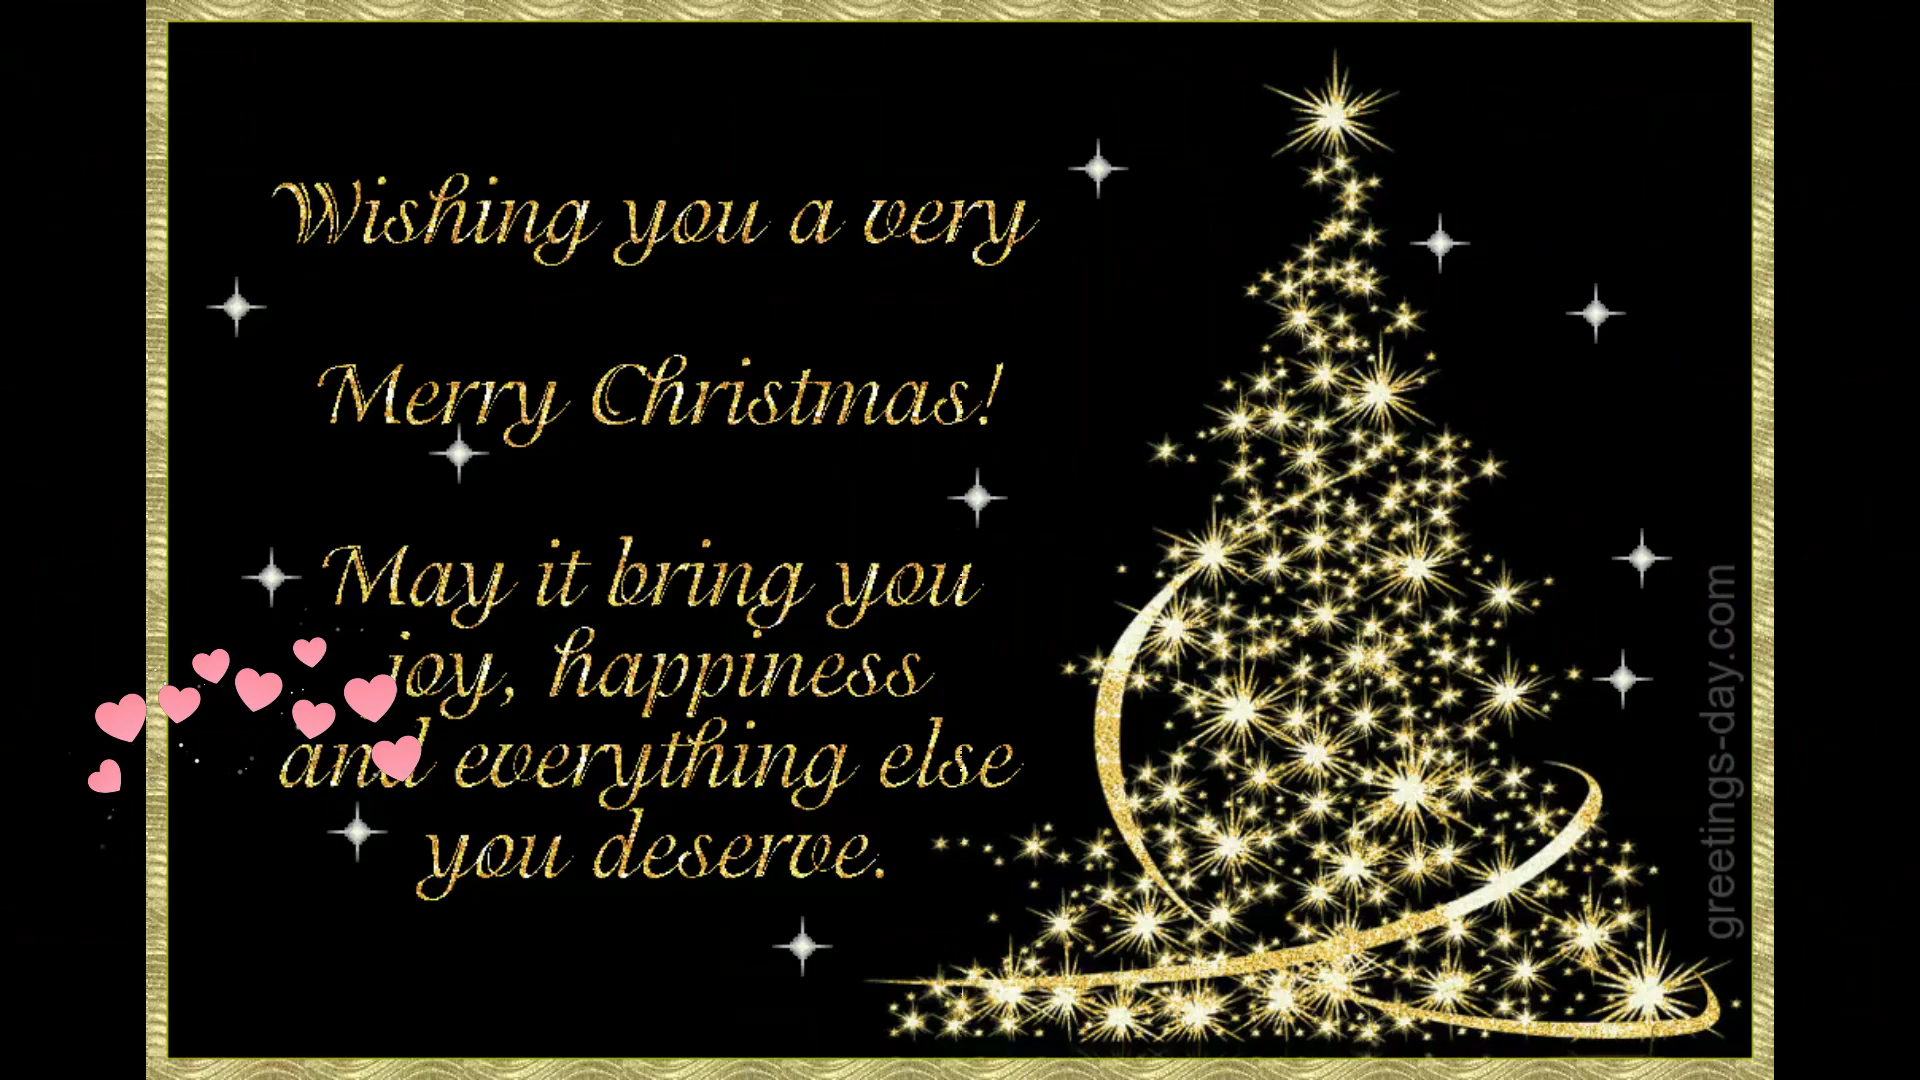 Wishing you a very
Merry Christmas!
May it bring you
joy, happiness
and everything else
you deserve.
greetings-day.com